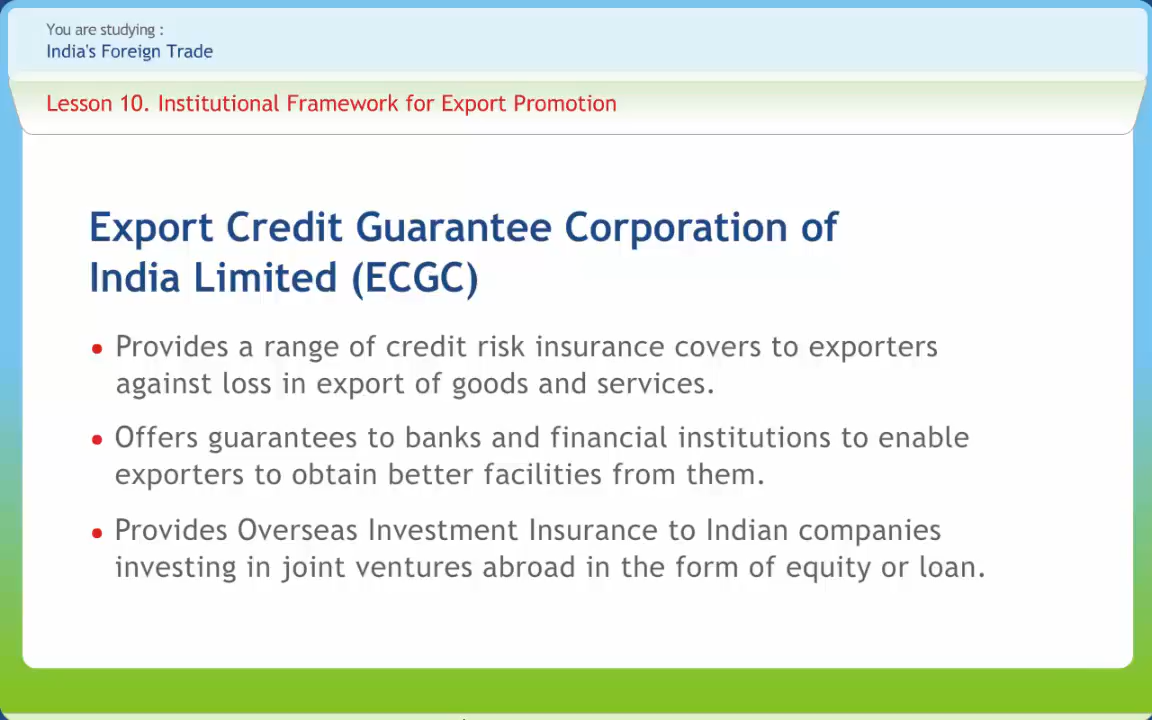 You are studying :
India's Foreign Trade
Lesson 10. Institutional Framework for Export Promotion
Export Credit Guarantee Corporation of
India Limited (ECGC)
• Provides a range of credit risk insurance covers to exporters
against loss in export of goods and services.
• Offers guarantees to banks and financial institutions to enable
exporters to obtain better facilities from them.
• Provides Overseas Investment Insurance to Indian companies
investing in joint ventures abroad in the form of equity or loan.